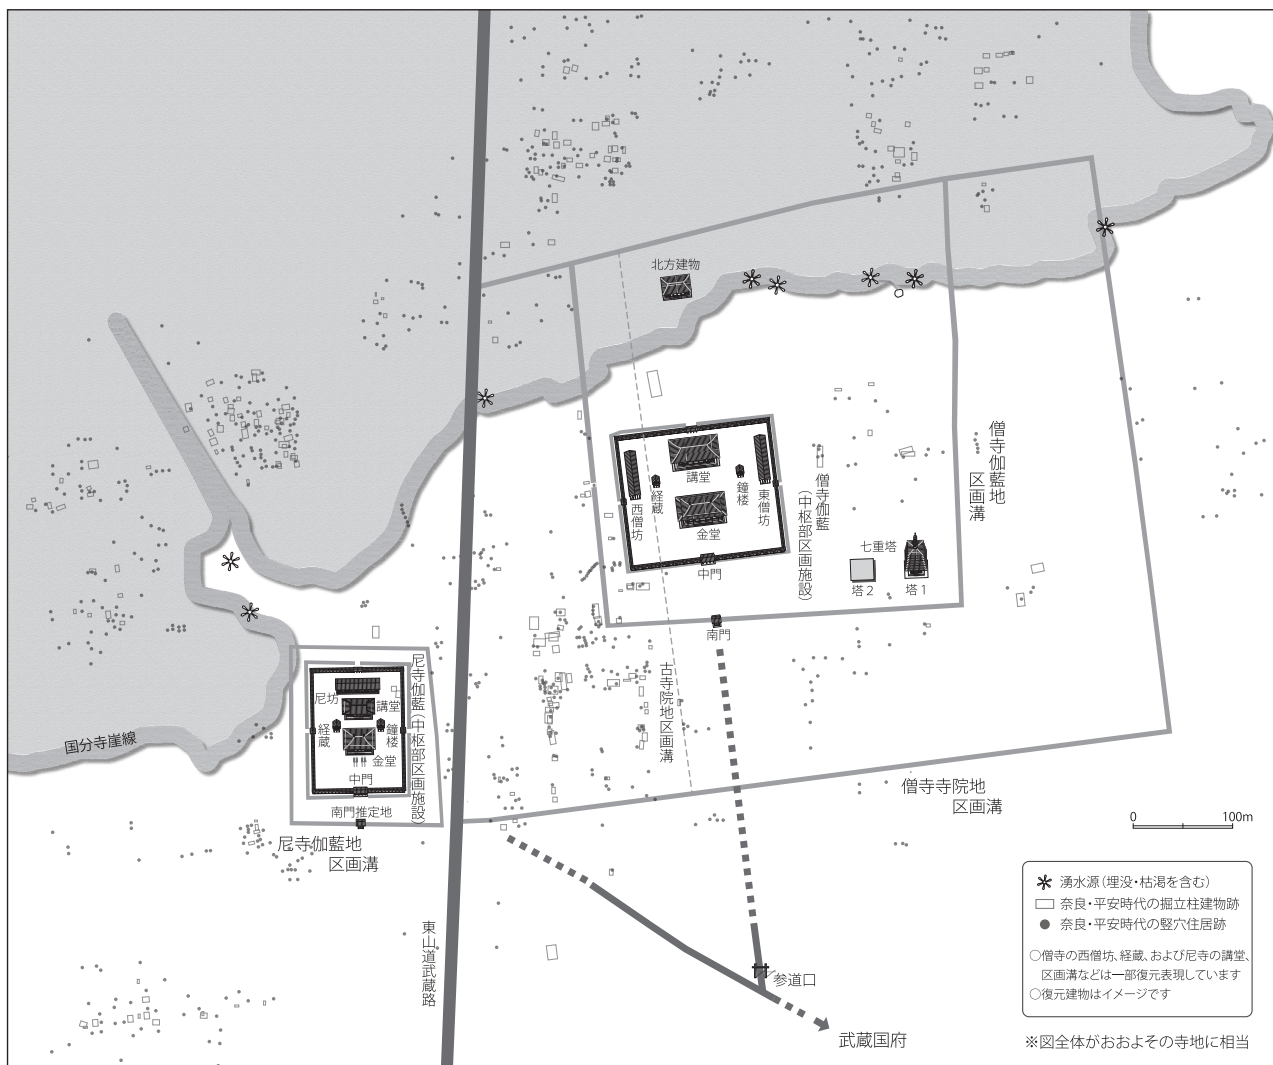 北方建物
講堂
経蔵
鐘楼
西僧坊
東僧坊
金堂
中門
僧寺伽藍
(中枢部区画施設)
僧寺伽藍地
区画溝
七重塔
塔2
塔1
南門
古寺院地区画溝
尼寺伽藍(中枢部区画施設)
尼坊
講堂
経蔵
鐘楼
金堂
中門
南門推定地
尼寺伽藍地
区画溝
国分寺崖線
僧寺寺院地
区画溝
東山道武蔵路
参道口
武蔵国府
0 100m
湧水源(埋没・枯渇を含む)
奈良・平安時代の掘立柱建物跡
奈良・平安時代の竪穴住居跡
○僧寺の西僧坊、経蔵、および尼寺の講堂、
区画溝などは一部復元表現しています
○復元建物はイメージです
※図全体がおおよその寺地に相当